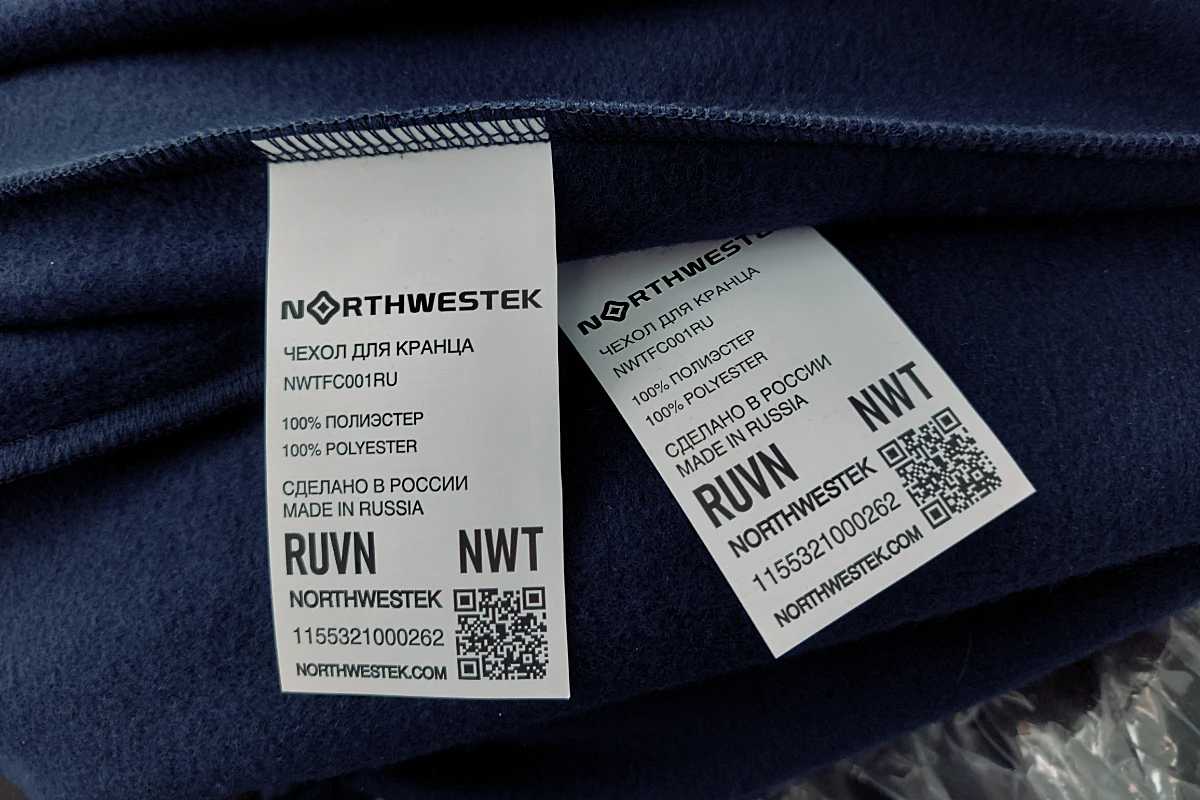 NORTHWESTEK
ЧЕХОЛ ДЛЯ КРАНЦА
NWTFC001RU
100% ПОЛИЭСТЕР
100% POLYESTER
СДЕЛАНО В РОССИИ
MADE IN RUSSIA
RUVN NWT
NORTHWESTEK
1155321000262
NORTHWESTEK.COM
NORTHWESTE
ЧЕХОЛ ДЛЯ КРАНЦА
NWTFC001RU
100% ПОЛИЭСТЕР
100% POLYESTER
СДЕЛАНО В РОССИИ
MADE IN RUSSIA
RUVN NWT
NORTHWESTEK
1155321000262
NORTHWESTEK.COM